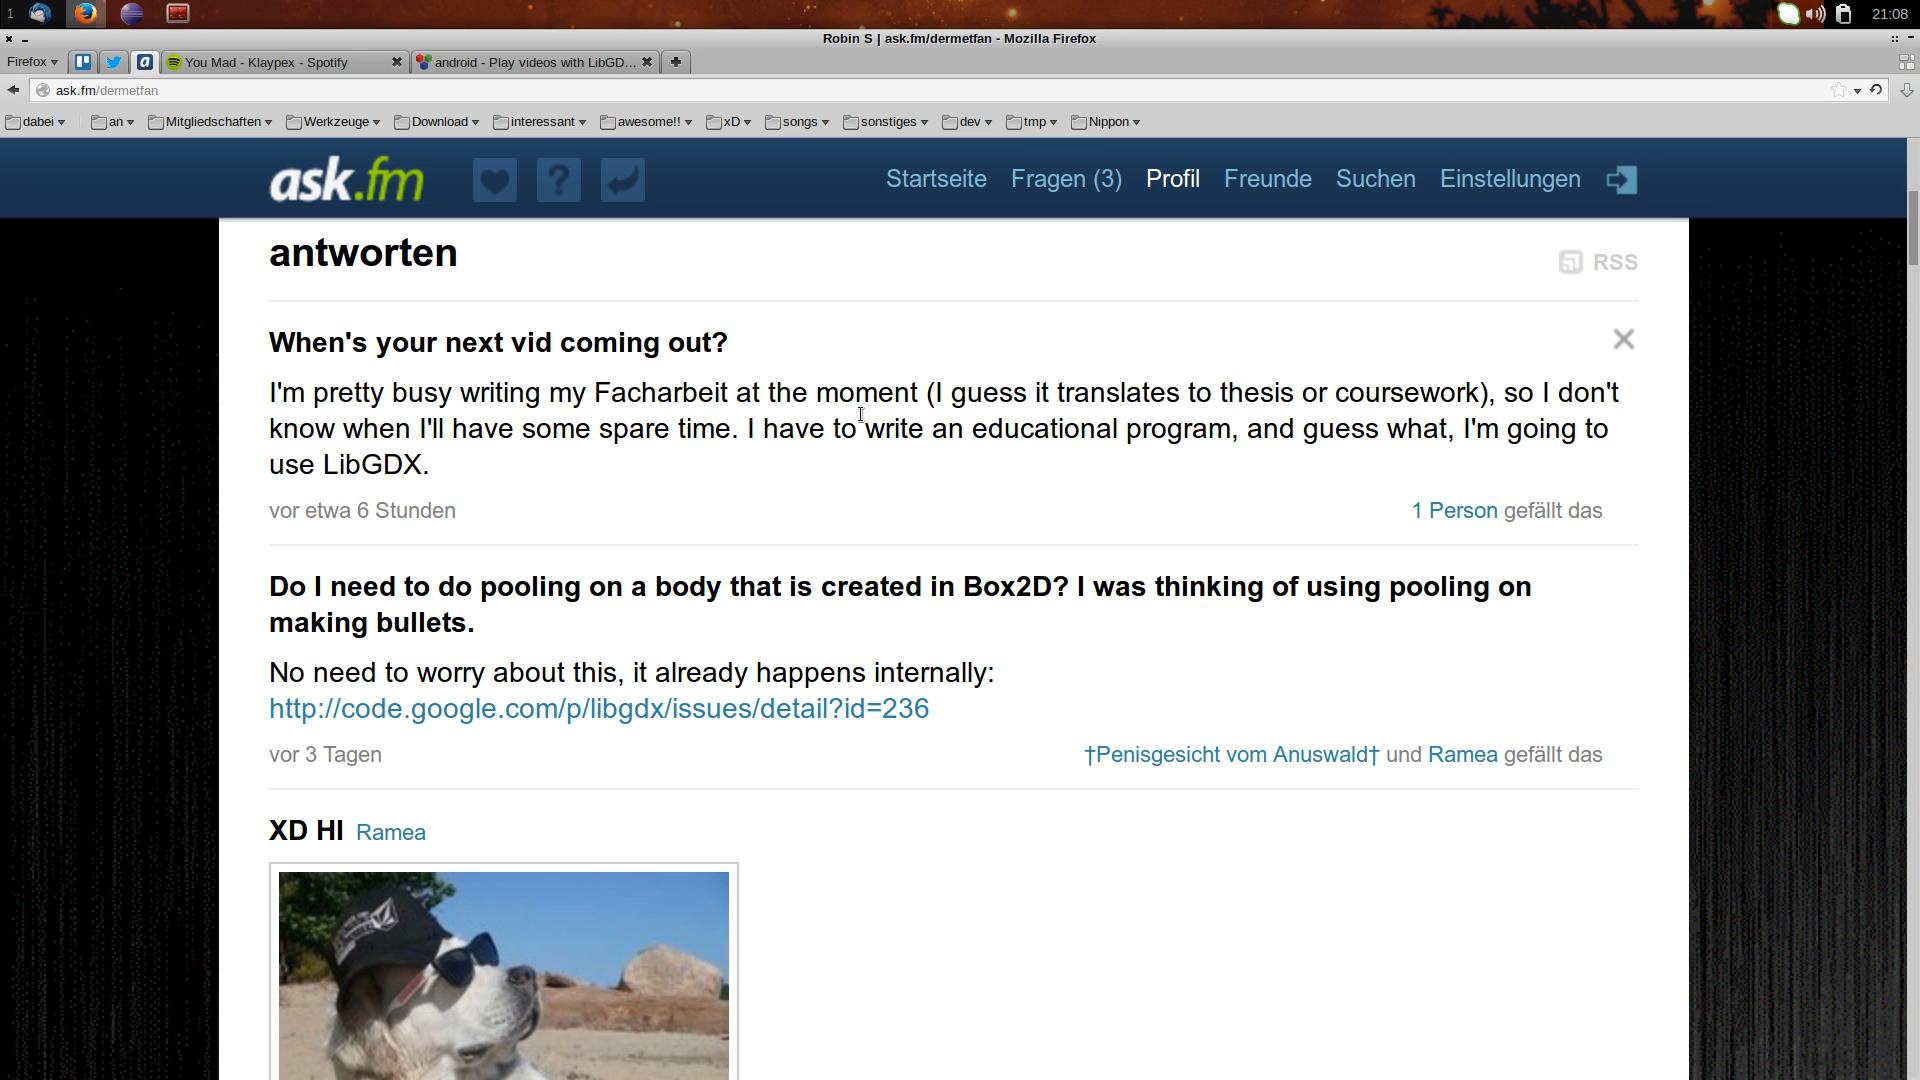 1
21:08
Robin S | ask.fm/dermetfan - Mozilla Firefox
Firefox
a
You Mad - Klaypex - Spotify
android - Play videos with LibGD...
ask.fm/dermetfan
dabei
an
Mitgliedschaften
Werkzeuge
Download
interessant
awesome!!
xD
songs
sonstiges
dev
tmp
Nippon
ask.fm
?
Startseite
Fragen (3)
Profil
Freunde
Suchen
Einstellungen
antworten
RSS
When's your next vid coming out?
I'm pretty busy writing my Facharbeit at the moment (I guess it translates to thesis or coursework), so I don't
know when I'll have some spare time. I have to write an educational program, and guess what, I'm going to
use LibGDX.
vor etwa 6 Stunden
1 Person gefällt das
Do I need to do pooling on a body that is created in Box2D? I was thinking of using pooling on
making bullets.
No need to worry about this, it already happens internally:
http://code.google.com/p/libgdx/issues/detail?id=236
vor 3 Tagen
†Penisgesicht vom Anuswald† und Ramea gefällt das
XD HI Ramea